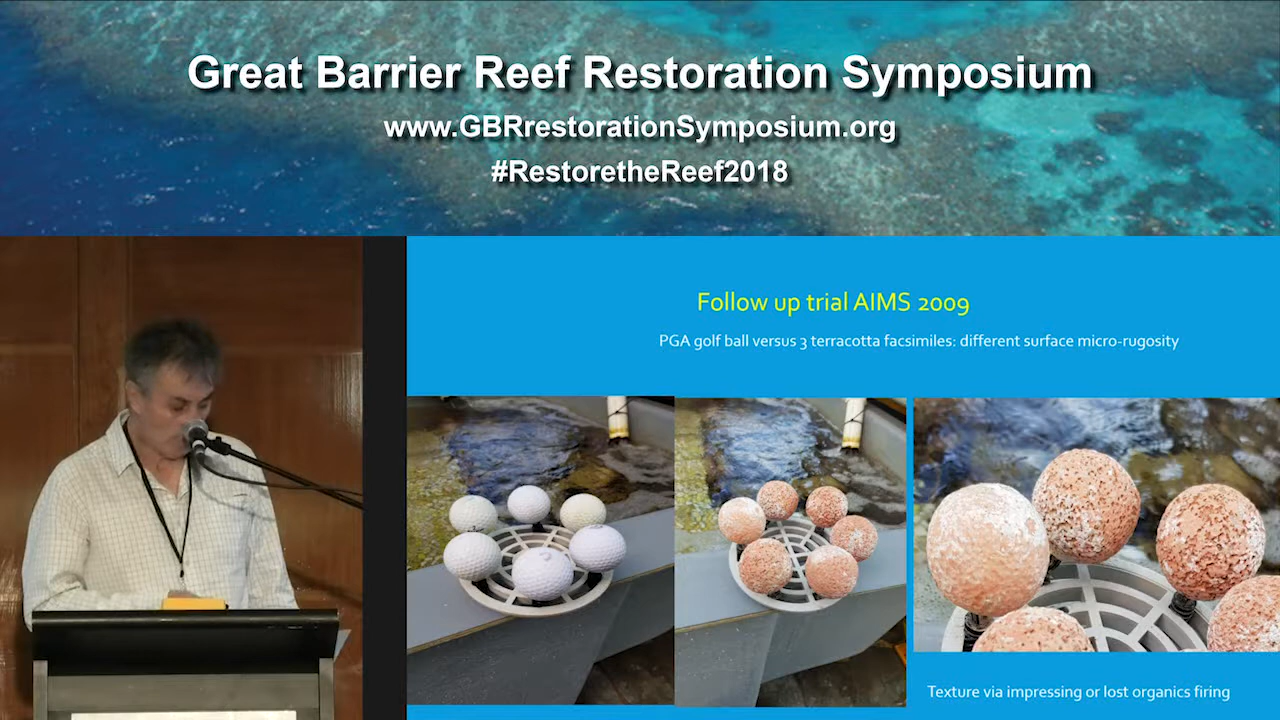 Great Barrier Reef Restoration Symposium
www.GBRrestorationSymposium.org
#RestoretheReef2018
Follow up trial AIMS 2009
PGA golf ball versus 3 terracotta facsimiles: different surface micro-rugosity
Texture via impressing or lost organics firing